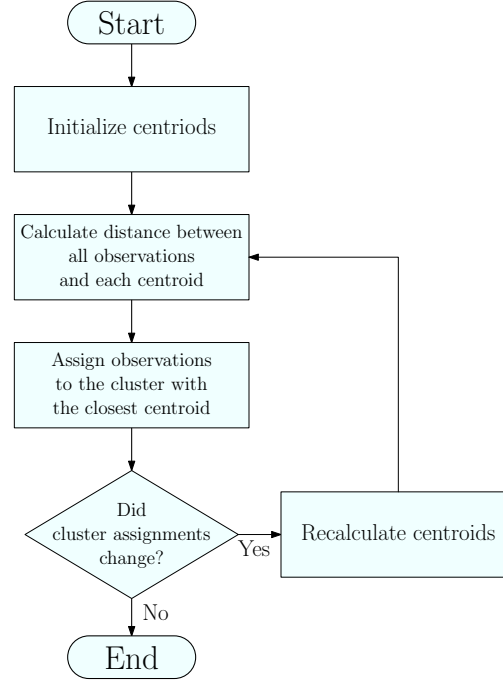 Start
Initialize centriods
Calculate distance between
all observations
and each centroid
Assign observations
to the cluster with
the closest centroid
Did
cluster assignments
change?
Yes
Recalculate centroids
No
End